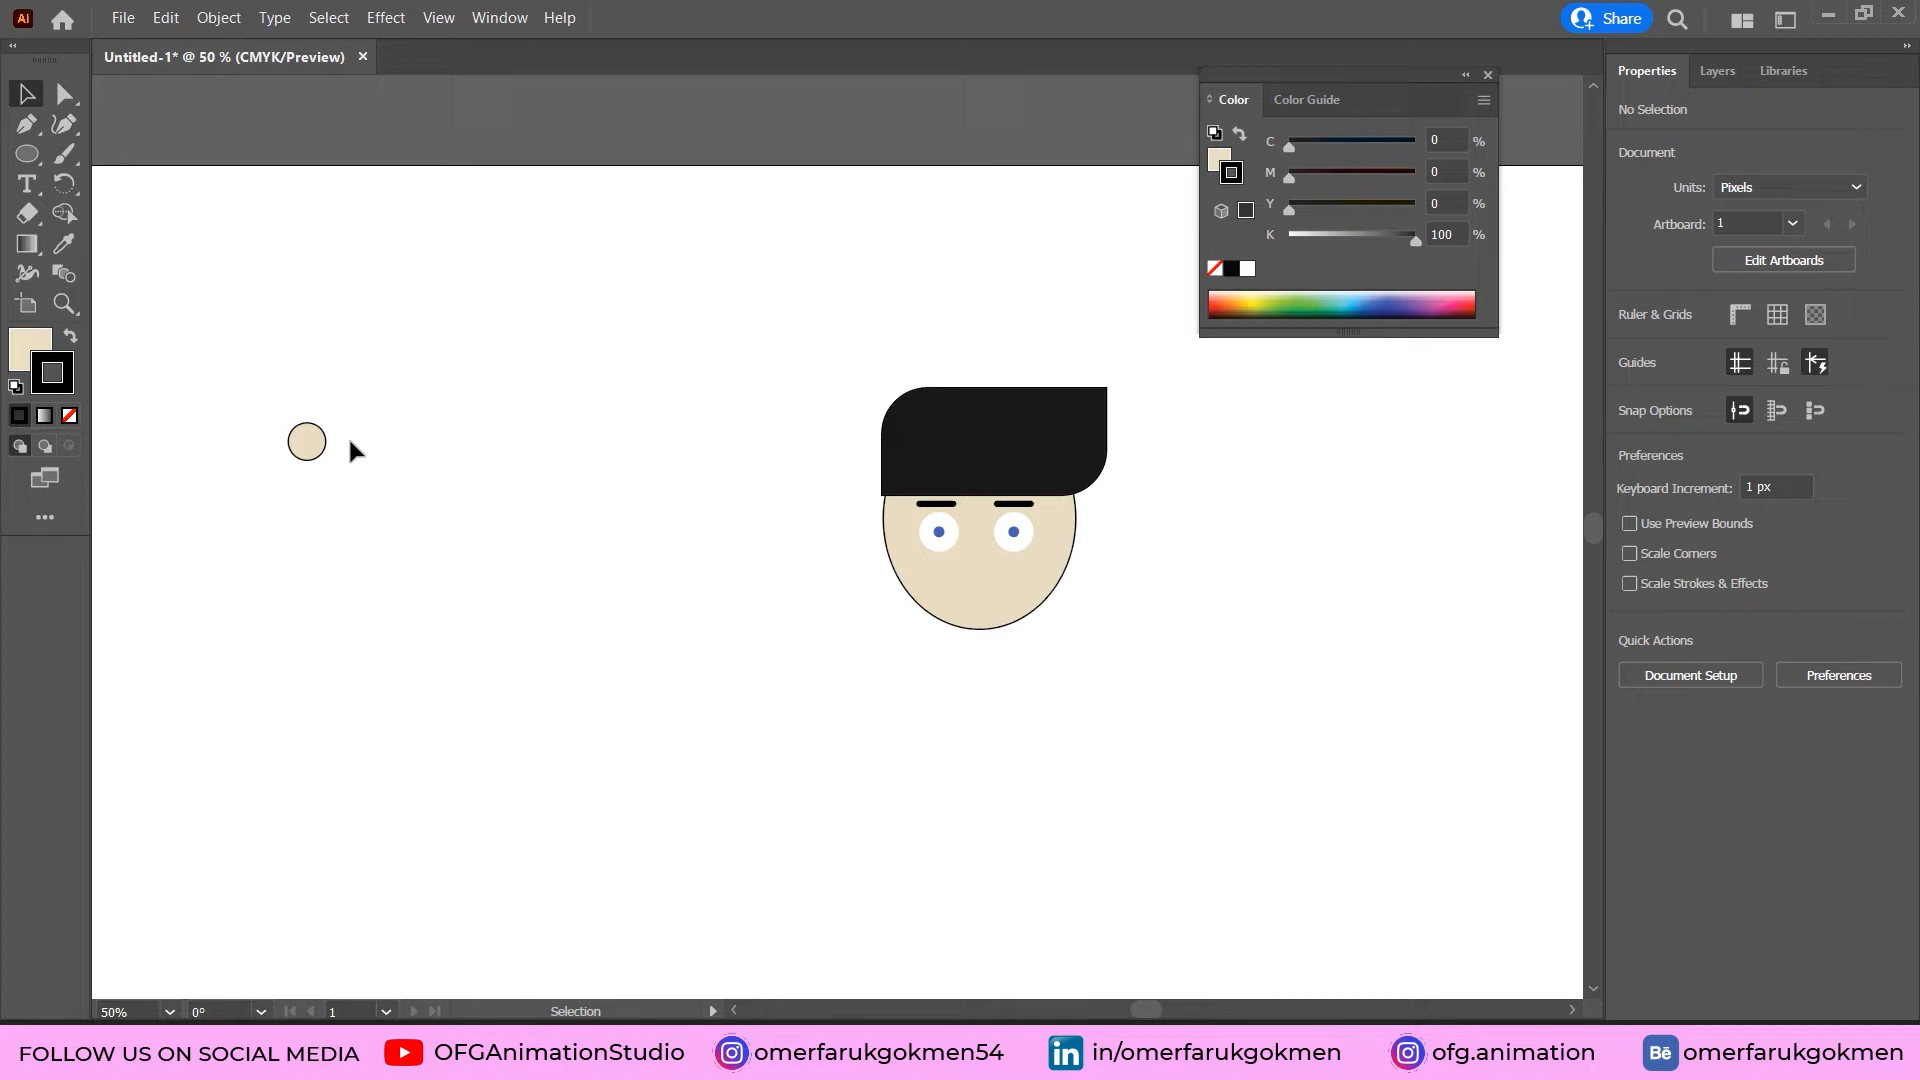 Ai File Edit Object Type Select Effect View Window Help Share
Untitled-1* @ 50 % (CMYK/Preview)
Color Color Guide
C 0 %
M 0 %
Y 0 %
K 100 %
Properties Layers Libraries
No Selection
Document
Units: Pixels
Artboard: 1
Edit Artboards
Ruler & Grids
Guides
Snap Options
Preferences
Keyboard Increment: 1 px
Use Preview Bounds
Scale Corners
Scale Strokes & Effects
Quick Actions
Document Setup Preferences
50% 0° 1 Selection
FOLLOW US ON SOCIAL MEDIA OFGAnimationStudio omerfarukgokmen54 in in/omerfarukgokmen ofg.animation Bē omerfarukgokmen